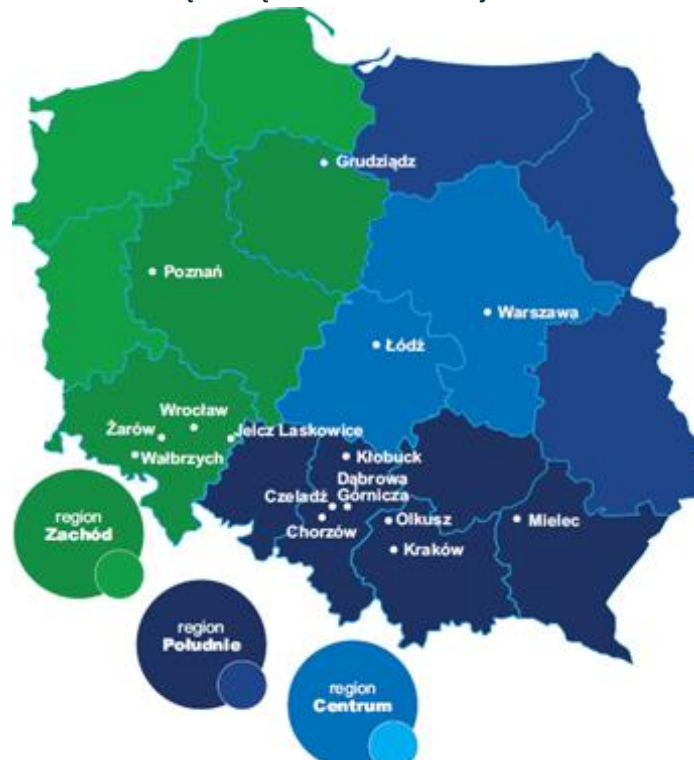 Grudziądz
Poznań
Warszawa
Łódź
Wrocław
Żarów
Jelcz Laskowice
Wałbrzych
Kłobuck
Dąbrowa
Górnicza
Czeladź
Chorzów
Olkusz
Mielec
Kraków
region
Zachód
region
Południe
region
Centrum